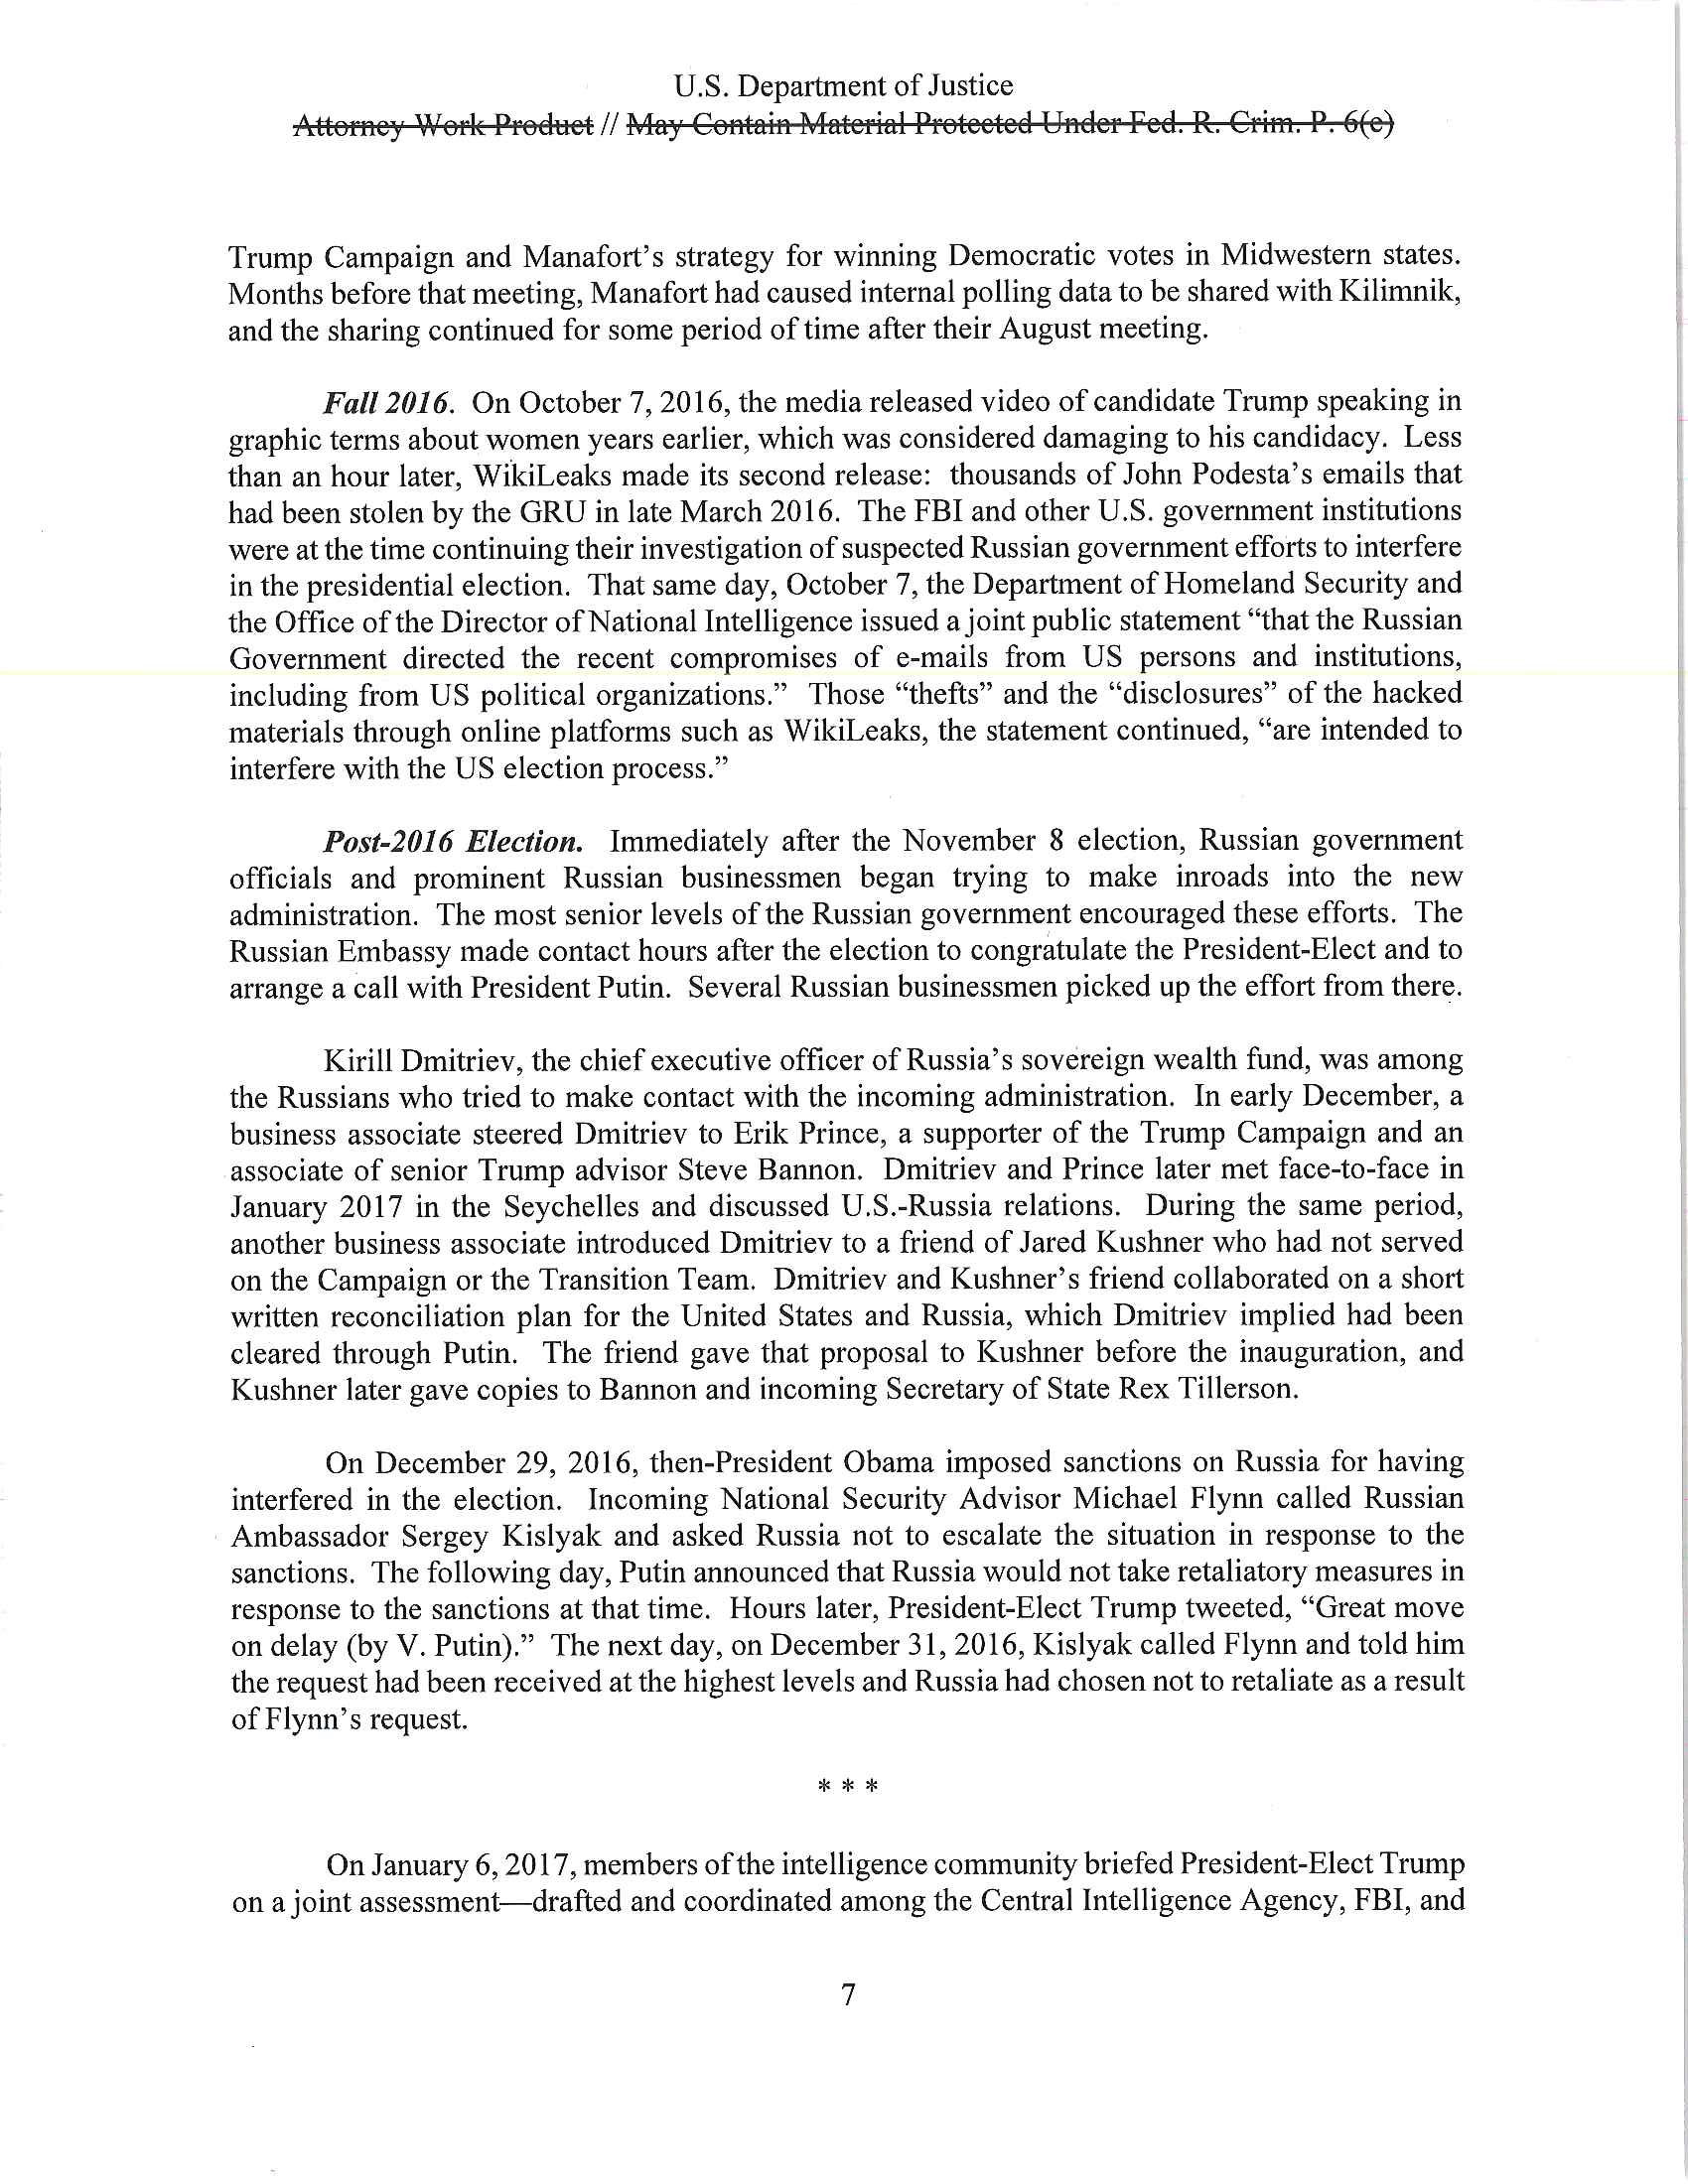 U.S. Department of Justice
Attorney Work Product // May Contain Material Protected Under Fed. R. Crim. P. 6(e)
Trump Campaign and Manafort’s strategy for winning Democratic votes in Midwestern states.
Months before that meeting, Manafort had caused internal polling data to be shared with Kilimnik,
and the sharing continued for some period of time after their August meeting.
Fall 2016. On October 7, 2016, the media released video of candidate Trump speaking in
graphic terms about women years earlier, which was considered damaging to his candidacy. Less
than an hour later, WikiLeaks made its second release: thousands of John Podesta’s emails that
had been stolen by the GRU in late March 2016. The FBI and other U.S. government institutions
were at the time continuing their investigation of suspected Russian government efforts to interfere
in the presidential election. That same day, October 7, the Department of Homeland Security and
the Office of the Director of National Intelligence issued a joint public statement “that the Russian
Government directed the recent compromises of e-mails from US persons and institutions,
including from US political organizations.” Those “thefts” and the “disclosures” of the hacked
materials through online platforms such as WikiLeaks, the statement continued, “are intended to
interfere with the US election process.”
Post-2016 Election. Immediately after the November 8 election, Russian government
officials and prominent Russian businessmen began trying to make inroads into the new
administration. The most senior levels of the Russian government encouraged these efforts. The
Russian Embassy made contact hours after the election to congratulate the President-Elect and to
arrange a call with President Putin. Several Russian businessmen picked up the effort from there.
Kirill Dmitriev, the chief executive officer of Russia’s sovereign wealth fund, was among
the Russians who tried to make contact with the incoming administration. In early December, a
business associate steered Dmitriev to Erik Prince, a supporter of the Trump Campaign and an
associate of senior Trump advisor Steve Bannon. Dmitriev and Prince later met face-to-face in
January 2017 in the Seychelles and discussed U.S.-Russia relations. During the same period,
another business associate introduced Dmitriev to a friend of Jared Kushner who had not served
on the Campaign or the Transition Team. Dmitriev and Kushner’s friend collaborated on a short
written reconciliation plan for the United States and Russia, which Dmitriev implied had been
cleared through Putin. The friend gave that proposal to Kushner before the inauguration, and
Kushner later gave copies to Bannon and incoming Secretary of State Rex Tillerson.
On December 29, 2016, then-President Obama imposed sanctions on Russia for having
interfered in the election. Incoming National Security Advisor Michael Flynn called Russian
Ambassador Sergey Kislyak and asked Russia not to escalate the situation in response to the
sanctions. The following day, Putin announced that Russia would not take retaliatory measures in
response to the sanctions at that time. Hours later, President-Elect Trump tweeted, “Great move
on delay (by V. Putin).” The next day, on December 31, 2016, Kislyak called Flynn and told him
the request had been received at the highest levels and Russia had chosen not to retaliate as a result
of Flynn’s request.
* * *
On January 6, 2017, members of the intelligence community briefed President-Elect Trump
on a joint assessment—drafted and coordinated among the Central Intelligence Agency, FBI, and
7